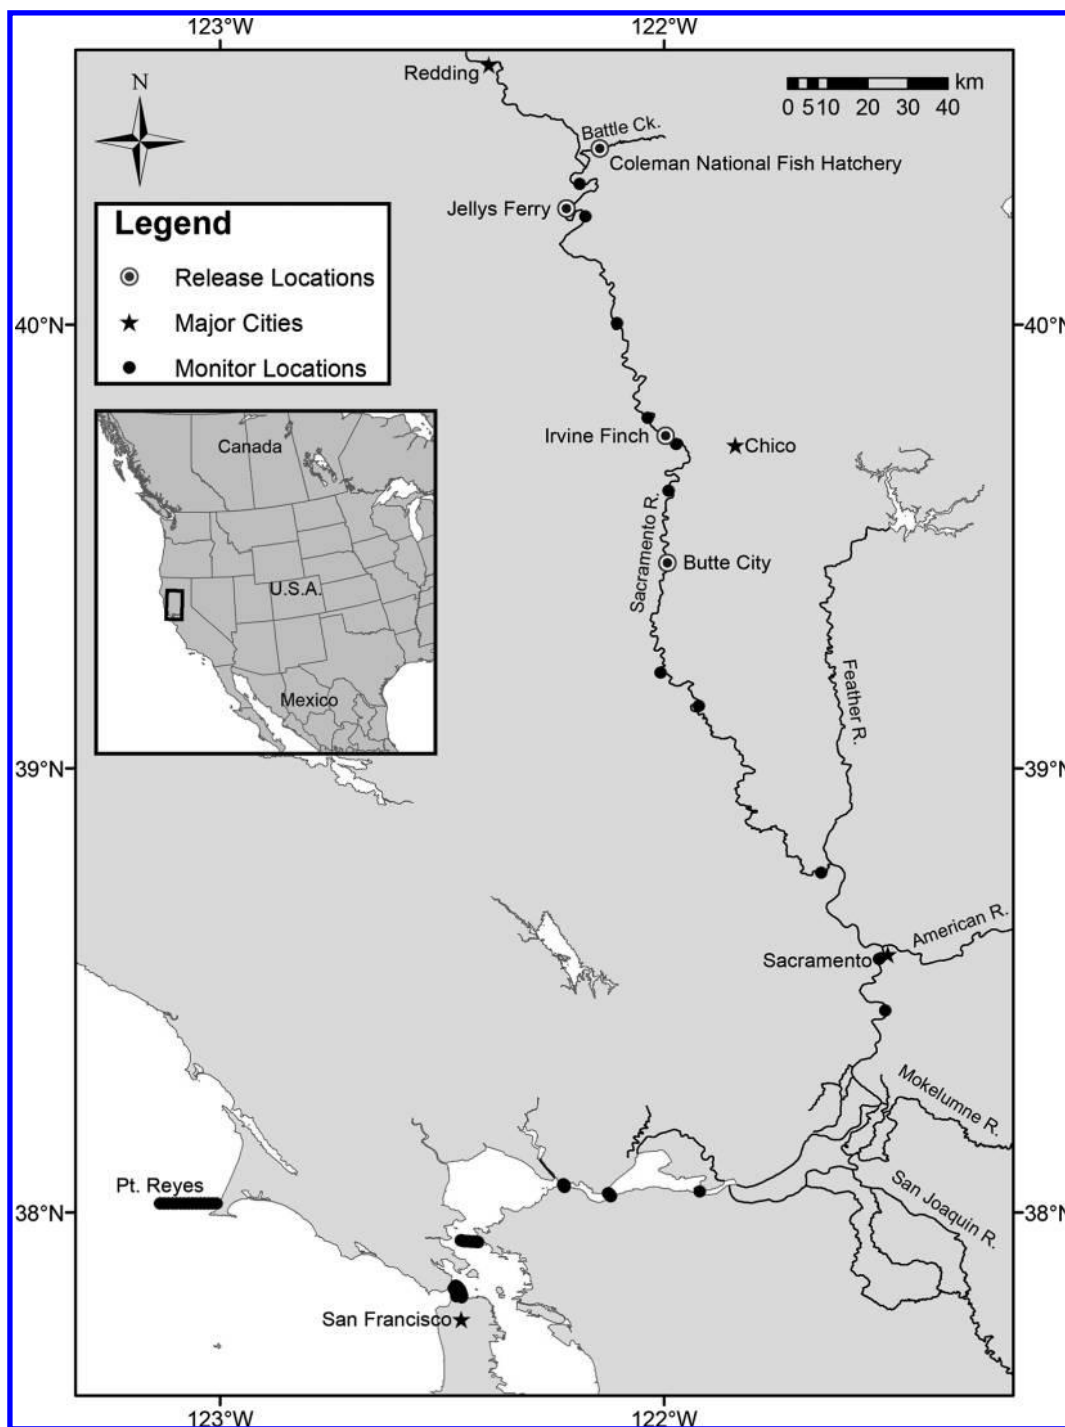 123°W 122°W
Redding
N
km
0 5 10 20 30 40
Battle Ck.
Coleman National Fish Hatchery
Jellys Ferry
Legend
Release Locations
Major Cities
Monitor Locations
40°N 40°N
Irvine Finch
Chico
Canada
U.S.A.
Mexico
Sacramento R.
Butte City
Feather R.
39°N 39°N
American R.
Sacramento
Mokelumne R.
San Joaquin R.
Pt. Reyes
38°N 38°N
San Francisco
123°W 122°W